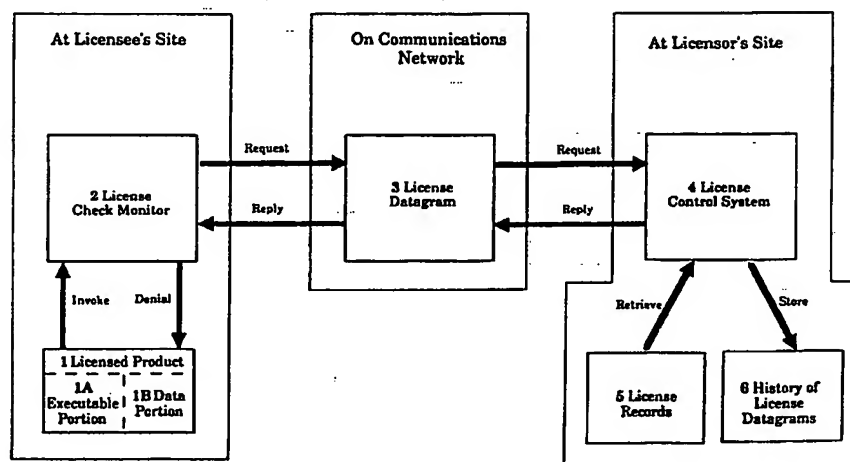 At Licensee's Site
On Communications
Network
At Licensor's Site
Request
Request
2 License
Check Monitor
3 License
Datagram
4 License
Control System
Reply
Reply
Invoke
Denial
Retrieve
Store
1 Licensed Product
1A
Executable
Portion
1B Data
Portion
5 License
Records
6 History of
License
Datagrams